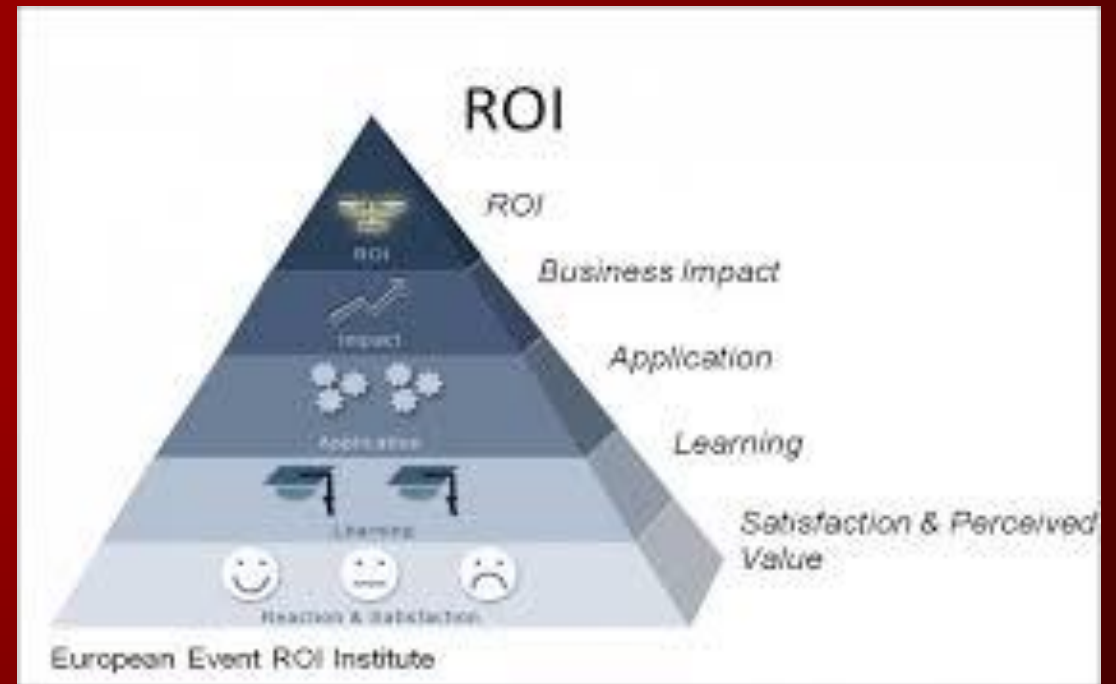 ROI
ROI
ROI
Business Impact
Impact
Application
Application
Learning
Learning
Satisfaction & Perceived
Value
Reaction & Satisfaction
European Event ROI Institute